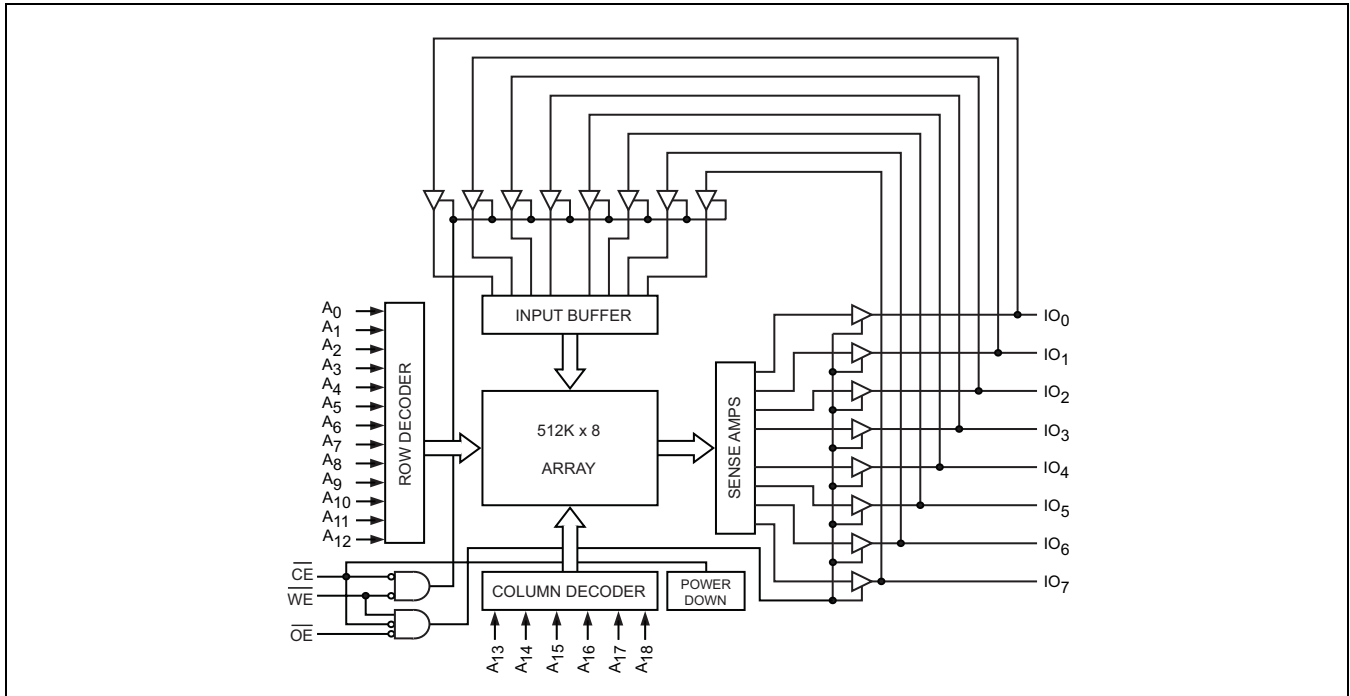 INPUT BUFFER
A0
A1
A2
A3
A4
A5
A6
A7
A8
A9
A10
A11
A12
ROW DECODER
512K x 8
ARRAY
SENSE AMPS
IO0
IO1
IO2
IO3
IO4
IO5
IO6
IO7
CE
WE
OE
COLUMN DECODER
POWER
DOWN
A13
A14
A15
A16
A17
A18